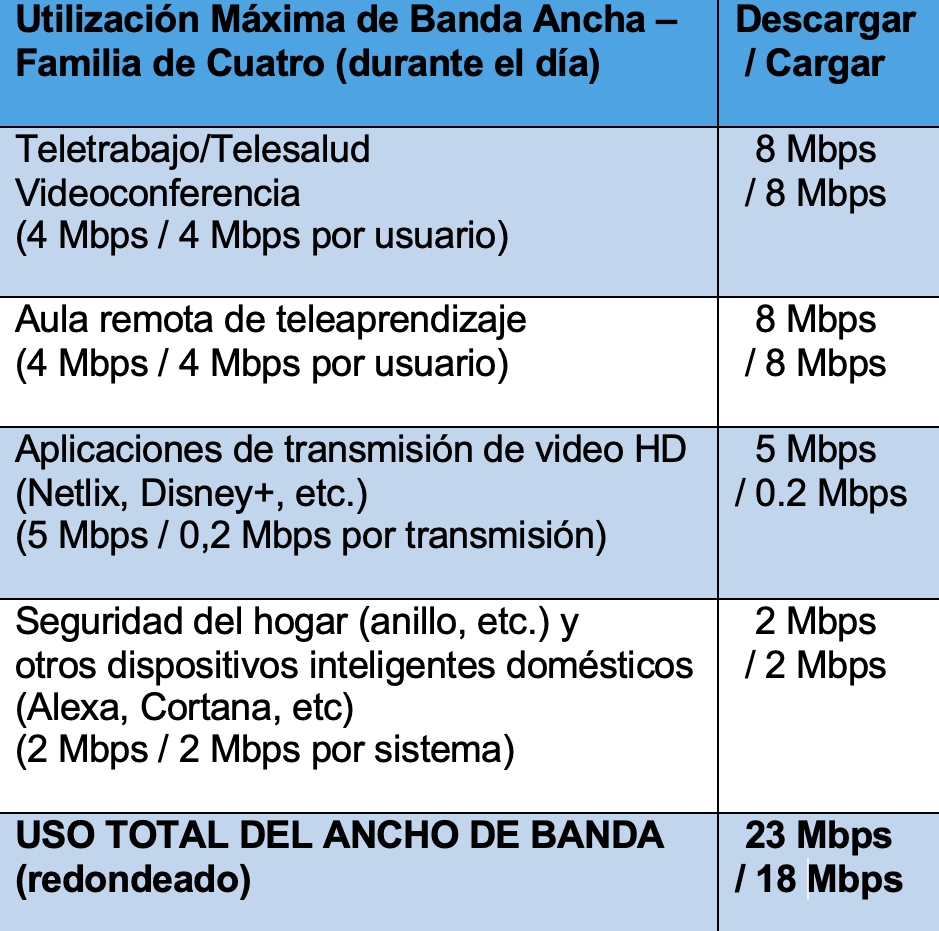 Utilización Máxima de Banda Ancha –
Familia de Cuatro (durante el día)
Descargar
/ Cargar
Teletrabajo/Telesalud
Videoconferencia
(4 Mbps / 4 Mbps por usuario)
8 Mbps
/ 8 Mbps
Aula remota de teleaprendizaje
(4 Mbps / 4 Mbps por usuario)
8 Mbps
/ 8 Mbps
Aplicaciones de transmisión de video HD
(Netlix, Disney+, etc.)
(5 Mbps / 0,2 Mbps por transmisión)
5 Mbps
/ 0.2 Mbps
Seguridad del hogar (anillo, etc.) y
otros dispositivos inteligentes domésticos
(Alexa, Cortana, etc)
(2 Mbps / 2 Mbps por sistema)
2 Mbps
/ 2 Mbps
USO TOTAL DEL ANCHO DE BANDA
(redondeado)
23 Mbps
/ 18 Mbps